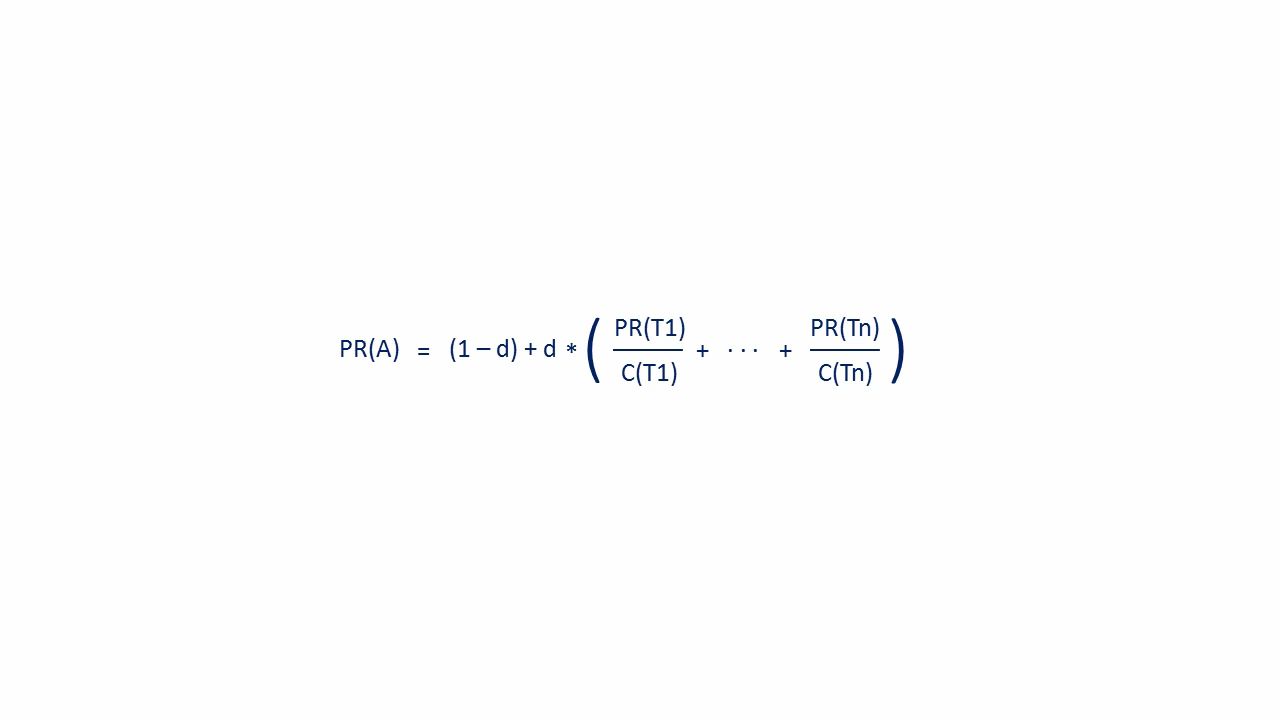 PR(A) = (1 – d) + d * ( PR(T1)/C(T1) + ··· + PR(Tn)/C(Tn) )